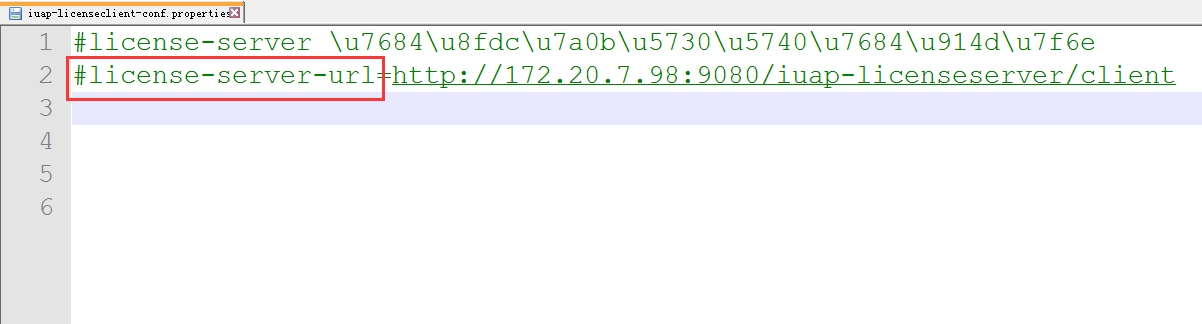 iuap-licenseclient-conf.properties
1 #license-server \u7684\u8fdc\u7a0b\u5730\u5740\u7684\u914d\u7f6e
2 #license-server-url=http://172.20.7.98:9080/iuap-licenseserver/client
3
4
5
6